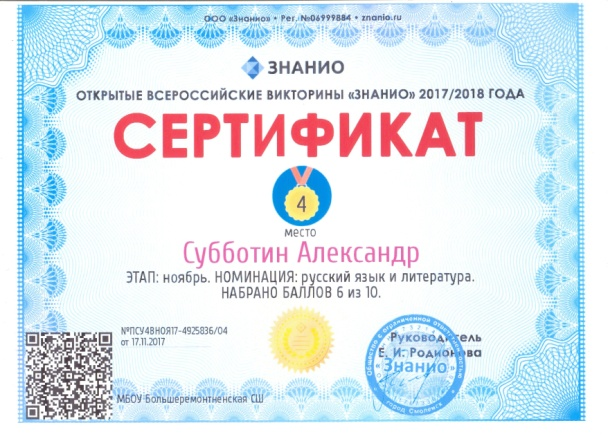 ООО «Знанио» • Рег. №06999884 • znanio.ru
ЗНАНИО
ОТКРЫТЫЕ ВСЕРОССИЙСКИЕ ВИКТОРИНЫ «ЗНАНИО» 2017/2018 ГОДА
СЕРТИФИКАТ
4
место
Субботин Александр
ЭТАП: ноябрь. НОМИНАЦИЯ: русский язык и литература.
НАБРАНО БАЛЛОВ 6 из 10.
№ПСУ4ВНОЯ17-4925836/04
от 17.11.2017
Руководитель
Е. И. Родионова
Знанио
город Смоленск
МБОУ Большеремонтненская СШ